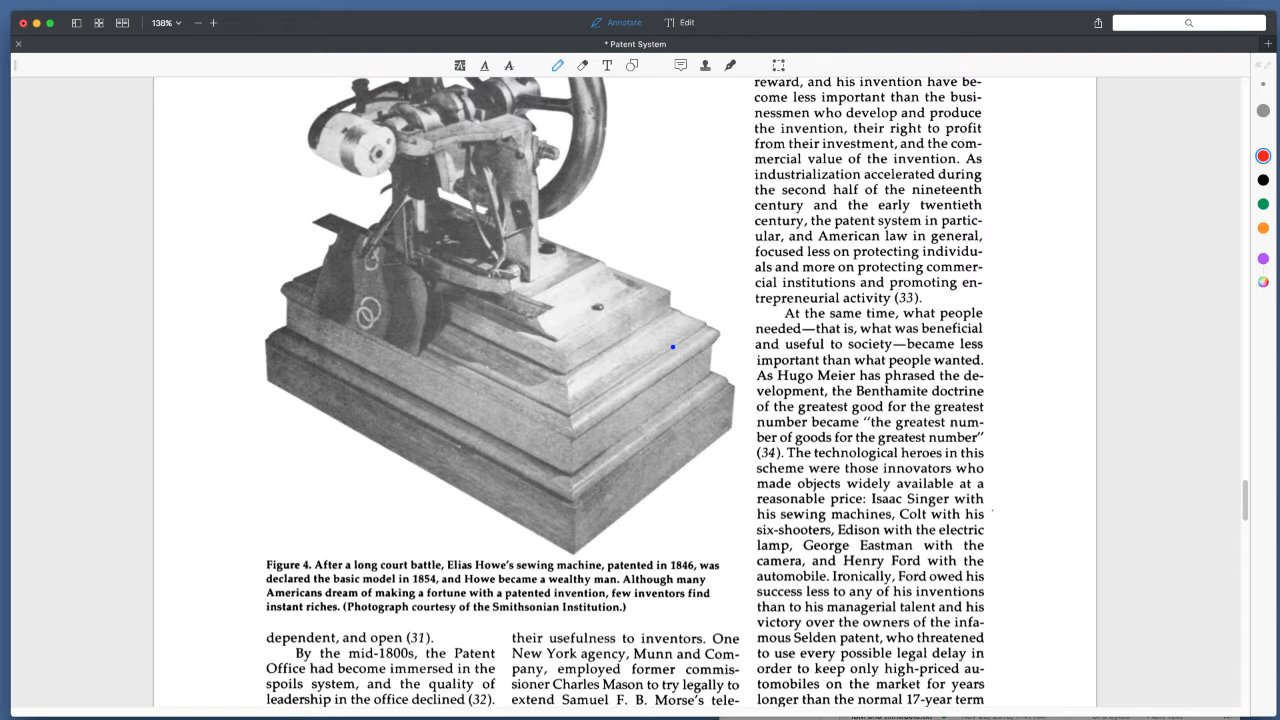 138%
Annotate
Edit
* Patent System
reward, and his invention have be-
come less important than the busi-
nessmen who develop and produce
the invention, their right to profit
from their investment, and the com-
mercial value of the invention. As
industrialization accelerated during
the second half of the nineteenth
century and the early twentieth
century, the patent system in partic-
ular, and American law in general,
focused less on protecting individu-
als and more on protecting commer-
cial institutions and promoting en-
trepreneurial activity (33).
At the same time, what people
needed—that is, what was beneficial
and useful to society—became less
important than what people wanted.
As Hugo Meier has phrased the de-
velopment, the Benthamite doctrine
of the greatest good for the greatest
number became "the greatest num-
ber of goods for the greatest number"
(34). The technological heroes in this
scheme were those innovators who
made objects widely available at a
reasonable price: Isaac Singer with
his sewing machines, Colt with his
six-shooters, Edison with the electric
lamp, George Eastman with the
camera, and Henry Ford with the
automobile. Ironically, Ford owed his
success less to any of his inventions
than to his managerial talent and his
victory over the owners of the infa-
mous Selden patent, who threatened
to use every possible legal delay in
order to keep only high-priced au-
tomobiles on the market for years
longer than the normal 17-year term
Figure 4. After a long court battle, Elias Howe's sewing machine, patented in 1846, was
declared the basic model in 1854, and Howe became a wealthy man. Although many
Americans dream of making a fortune with a patented invention, few inventors find
instant riches. (Photograph courtesy of the Smithsonian Institution.)
dependent, and open (31).
By the mid-1800s, the Patent
Office had become immersed in the
spoils system, and the quality of
leadership in the office declined (32).
their usefulness to inventors. One
New York agency, Munn and Com-
pany, employed former commis-
sioner Charles Mason to try legally to
extend Samuel F. B. Morse's tele-